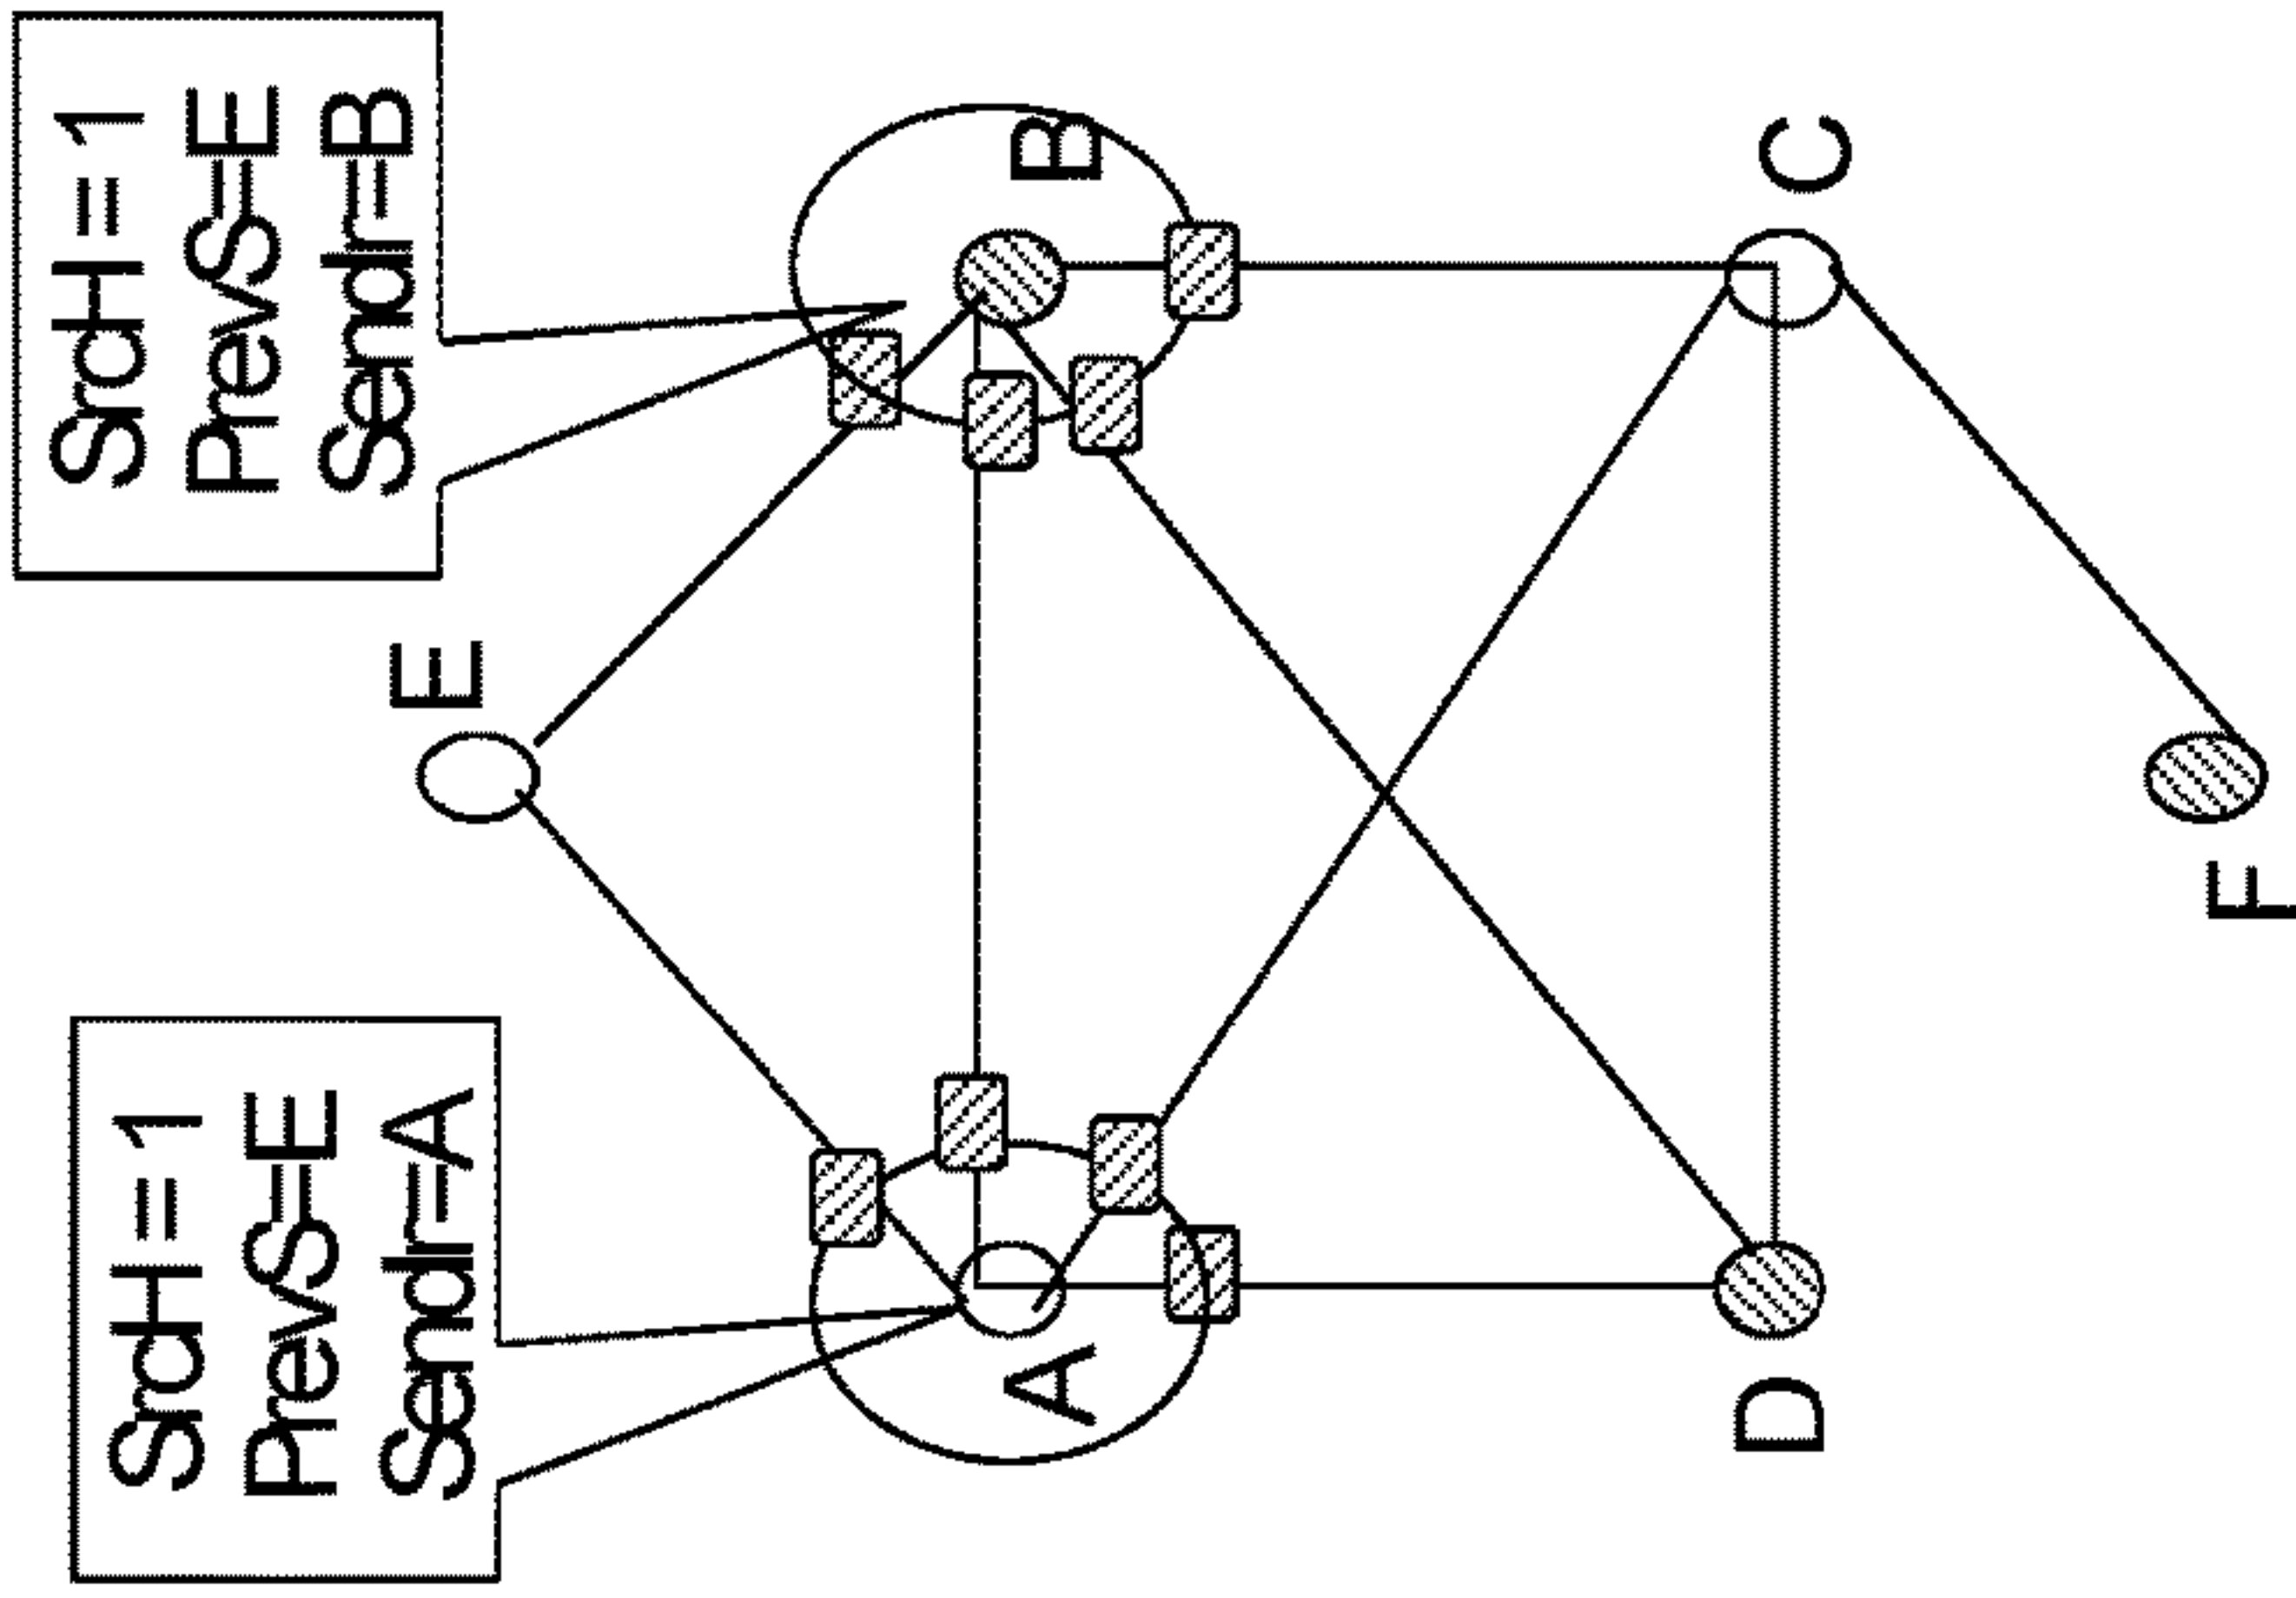 SrcH =1
PrevS=E
Sendr=A
SrcH =1
PrevS=E
Sendr=B
E
A
B
D
C
F